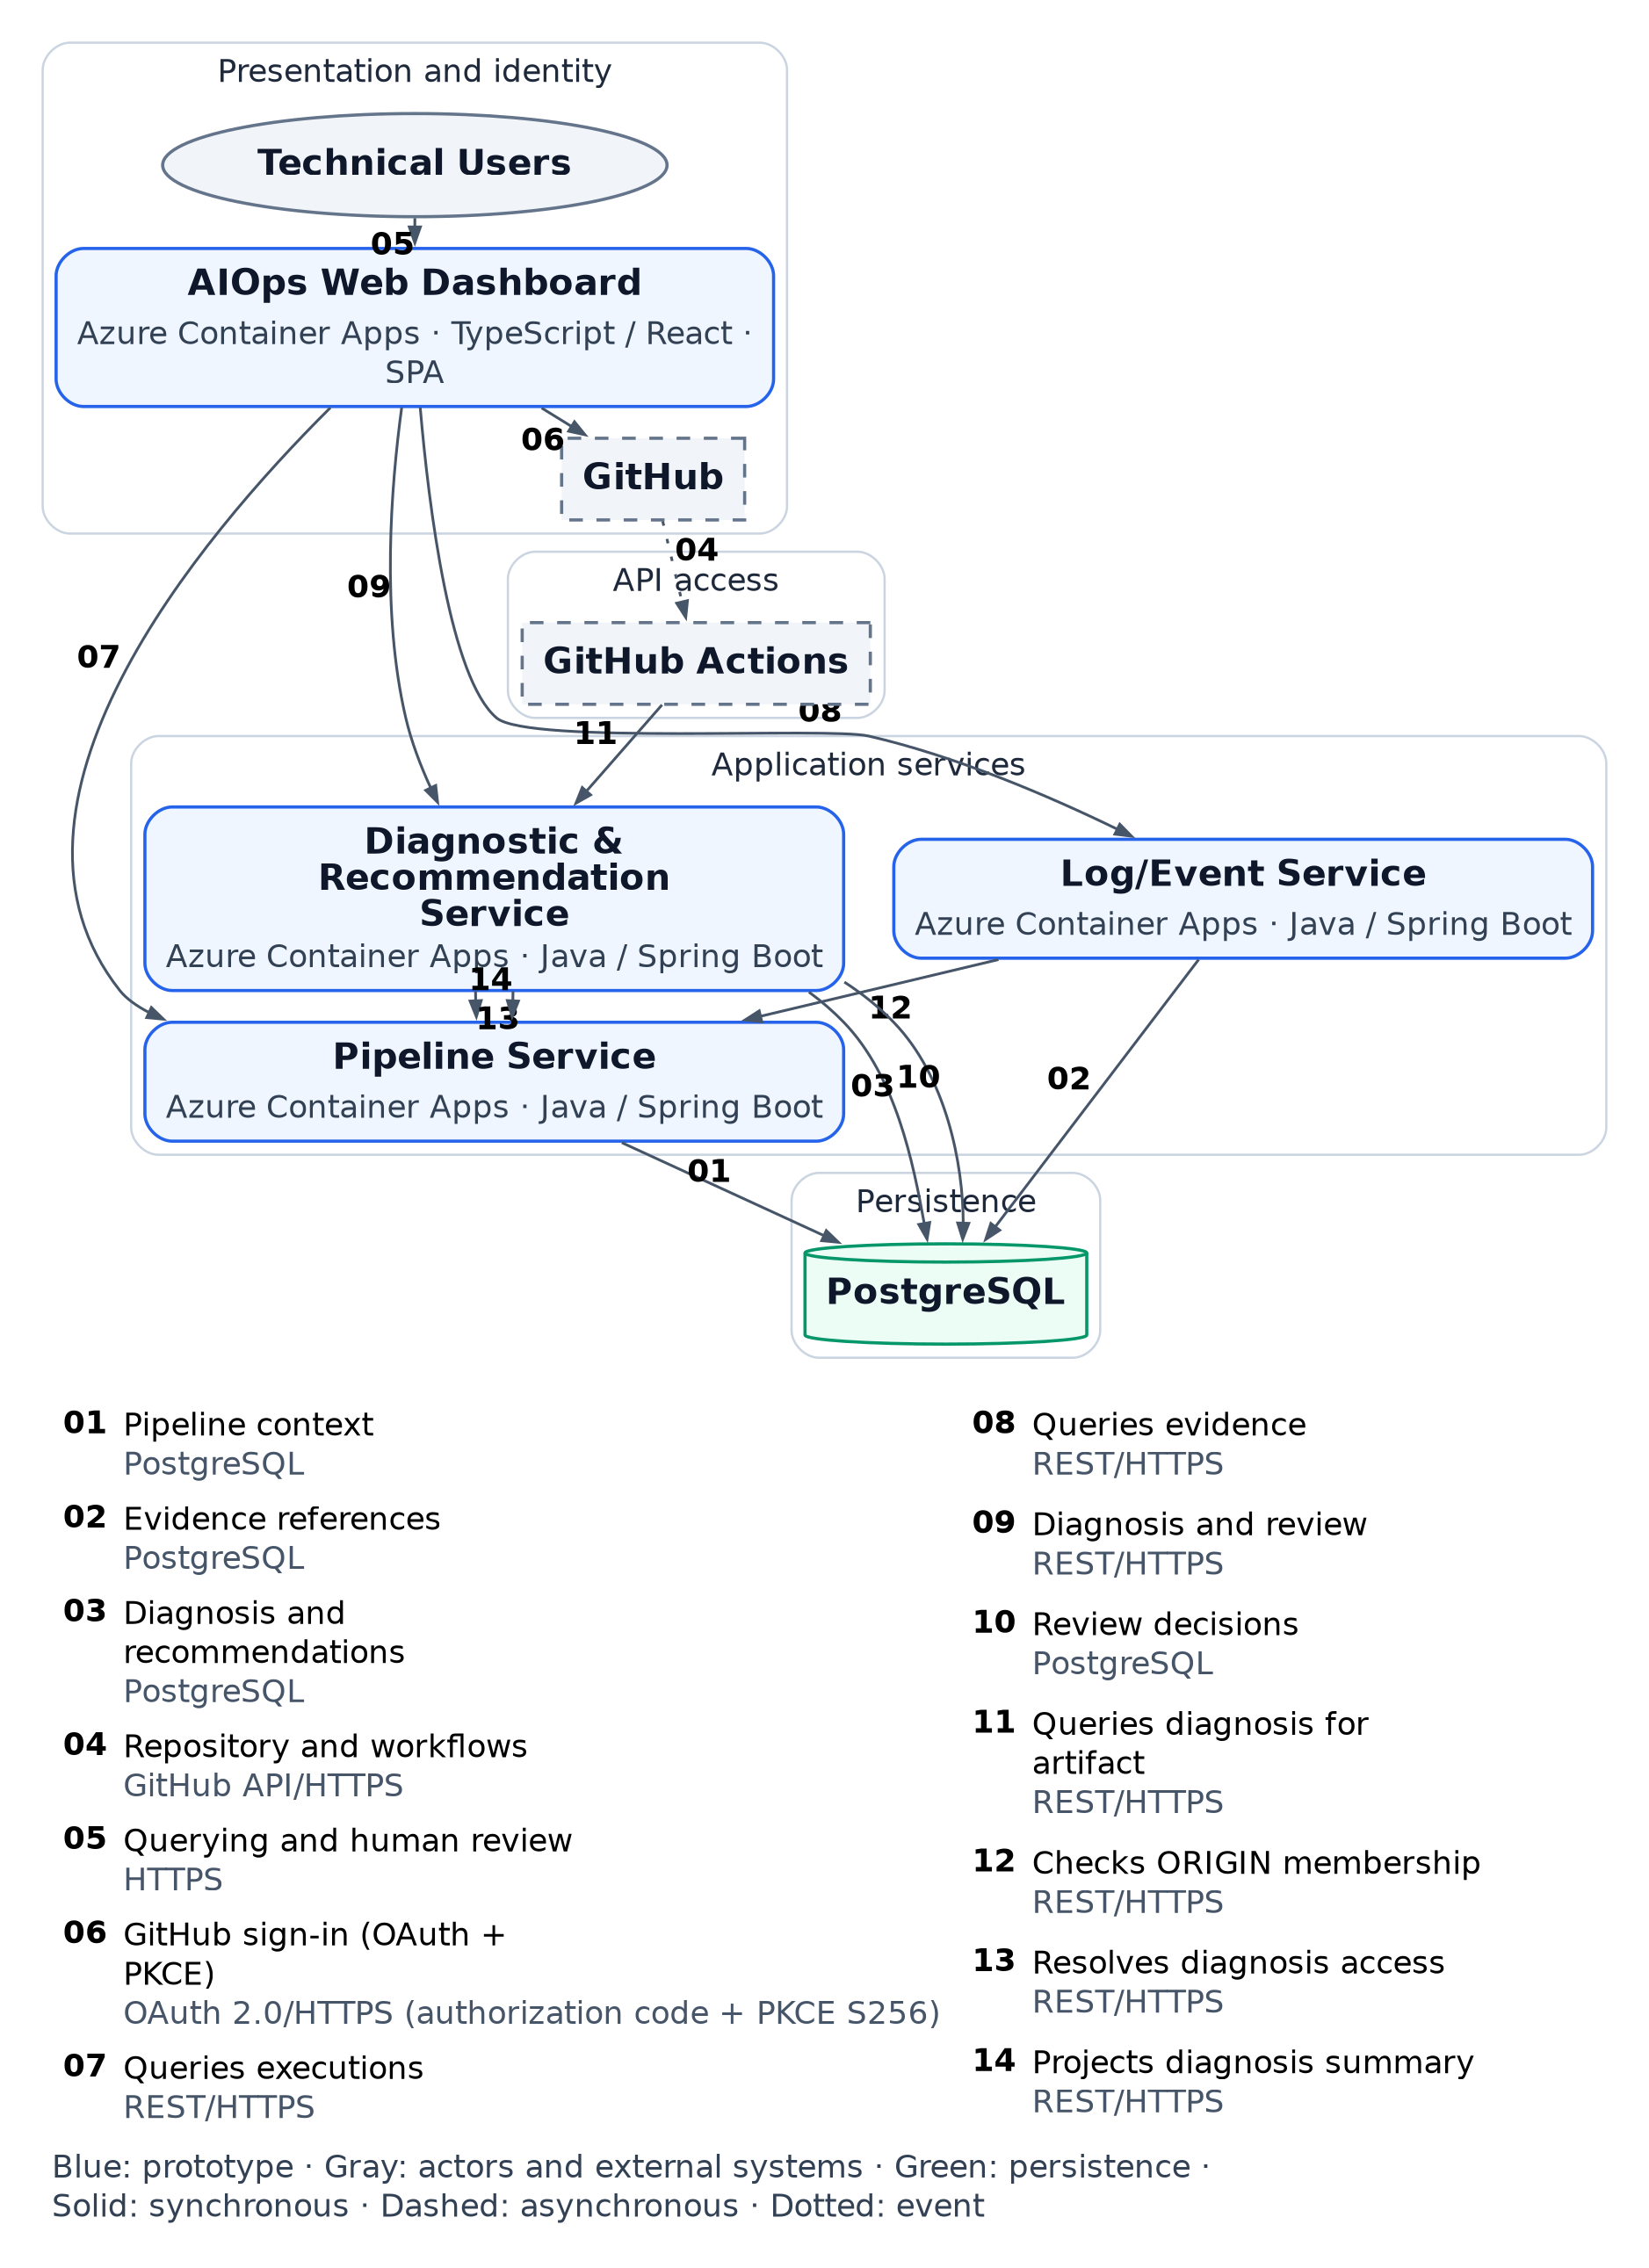 Presentation and identity
Technical Users
05
AIOps Web Dashboard
Azure Container Apps · TypeScript / React ·
SPA
06
GitHub
04
API access
09
GitHub Actions
07
08
11
Application services
Diagnostic &
Recommendation
Service
Azure Container Apps · Java / Spring Boot
Log/Event Service
Azure Container Apps · Java / Spring Boot
14
12
13
Pipeline Service
Azure Container Apps · Java / Spring Boot
03
10
02
01
Persistence
PostgreSQL
01 Pipeline context
PostgreSQL
02 Evidence references
PostgreSQL
03 Diagnosis and
recommendations
PostgreSQL
04 Repository and workflows
GitHub API/HTTPS
05 Querying and human review
HTTPS
06 GitHub sign-in (OAuth +
PKCE)
OAuth 2.0/HTTPS (authorization code + PKCE S256)
07 Queries executions
REST/HTTPS
08 Queries evidence
REST/HTTPS
09 Diagnosis and review
REST/HTTPS
10 Review decisions
PostgreSQL
11 Queries diagnosis for
artifact
REST/HTTPS
12 Checks ORIGIN membership
REST/HTTPS
13 Resolves diagnosis access
REST/HTTPS
14 Projects diagnosis summary
REST/HTTPS
Blue: prototype · Gray: actors and external systems · Green: persistence ·
Solid: synchronous · Dashed: asynchronous · Dotted: event